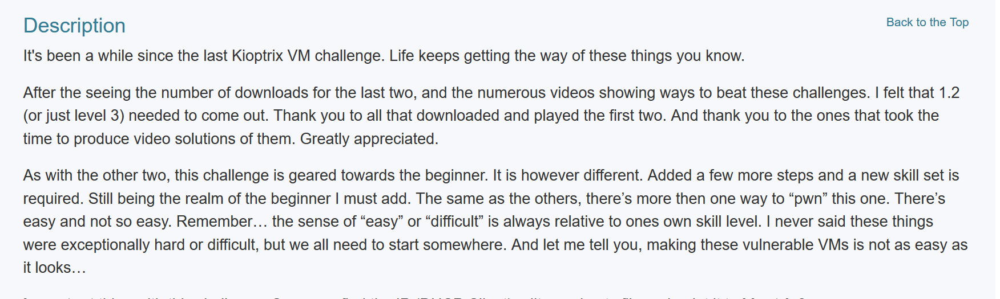 Description
Back to the Top
It's been a while since the last Kioptrix VM challenge. Life keeps getting the way of these things you know.
After the seeing the number of downloads for the last two, and the numerous videos showing ways to beat these challenges. I felt that 1.2
(or just level 3) needed to come out. Thank you to all that downloaded and played the first two. And thank you to the ones that took the
time to produce video solutions of them. Greatly appreciated.
As with the other two, this challenge is geared towards the beginner. It is however different. Added a few more steps and a new skill set is
required. Still being the realm of the beginner I must add. The same as the others, there’s more then one way to “pwn” this one. There’s
easy and not so easy. Remember… the sense of “easy” or “difficult” is always relative to ones own skill level. I never said these things
were exceptionally hard or difficult, but we all need to start somewhere. And let me tell you, making these vulnerable VMs is not as easy as
it looks…